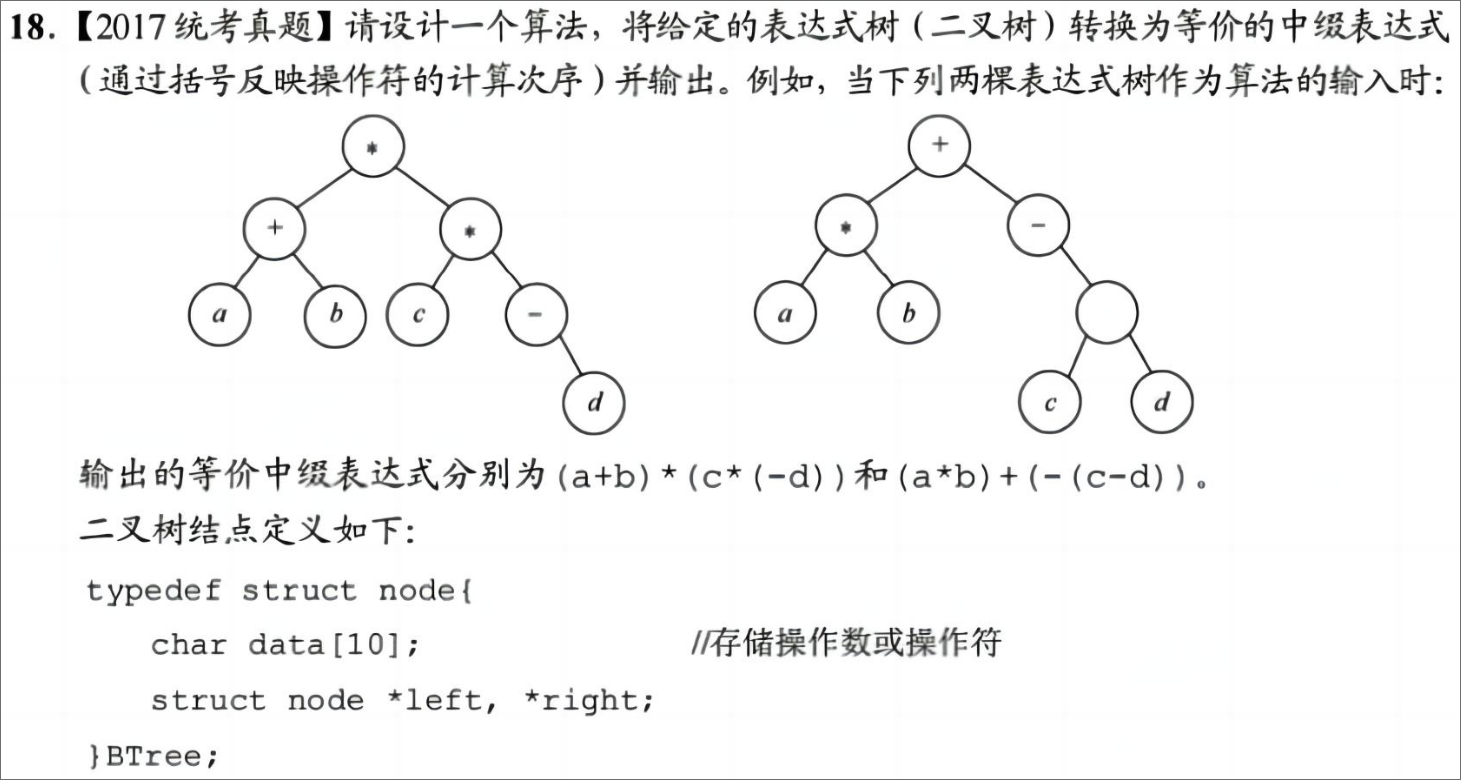 18.【2017统考真题】请设计一个算法，将给定的表达式树（二叉树）转换为等价的中缀表达式
（通过括号反映操作符的计算次序）并输出。例如，当下列两棵表达式树作为算法的输入时：
* +
+ * * -
a b c - a b
d c d
输出的等价中缀表达式分别为(a+b)*(c*(-d))和(a*b)+(-(c-d))。
二叉树结点定义如下：
typedef struct node{
char data[10]; //存储操作数或操作符
struct node *left, *right;
}BTree;